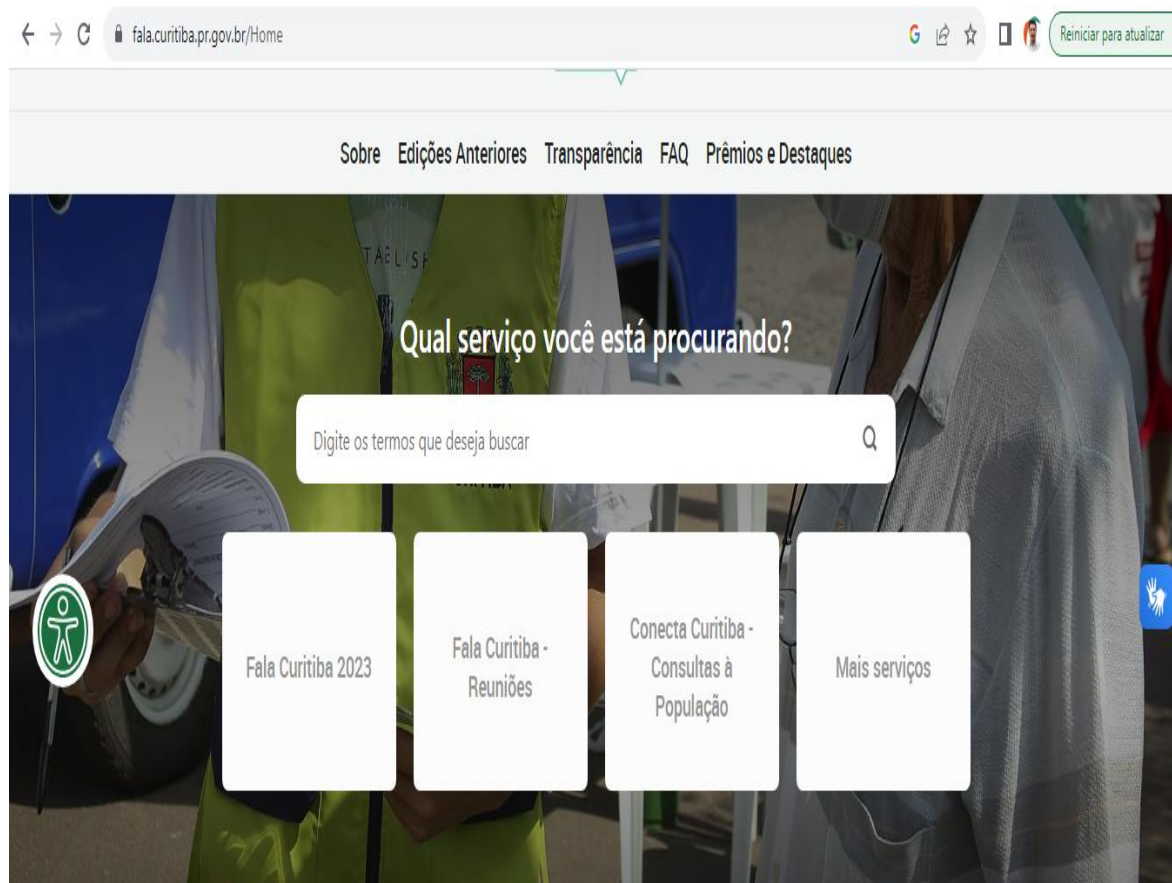 fala.curitiba.pr.gov.br/Home
Reiniciar para atualizar
Sobre Edições Anteriores Transparência FAQ Prêmios e Destaques
TABLISH
Qual serviço você está procurando?
Digite os termos que deseja buscar
Fala Curitiba 2023
Fala Curitiba -
Reuniões
Conecta Curitiba -
Consultas à
População
Mais serviços